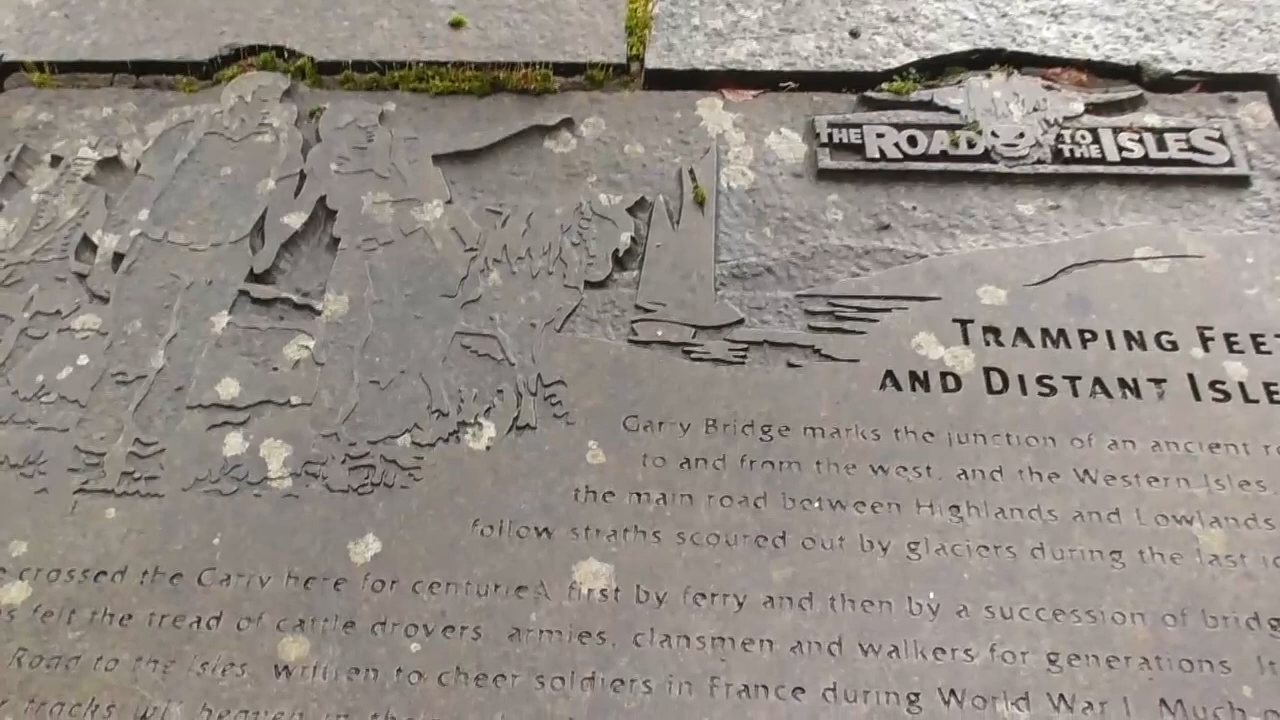 THE ROAD TO THE ISLES
TRAMPING FEET
AND DISTANT ISLE
Garry Bridge marks the junction of an ancient
to and from the west, and the Western Isles,
the main road between Highlands and Lowlands
follow straths scoured out by glaciers during the last
crossed the Garry here for centuries first by ferry and then by a succession of bridg
felt the tread of cattle drovers armies, clansmen and walkers for generations It
Road to the Isles, written to cheer soldiers in France during World War I. Much
tracks